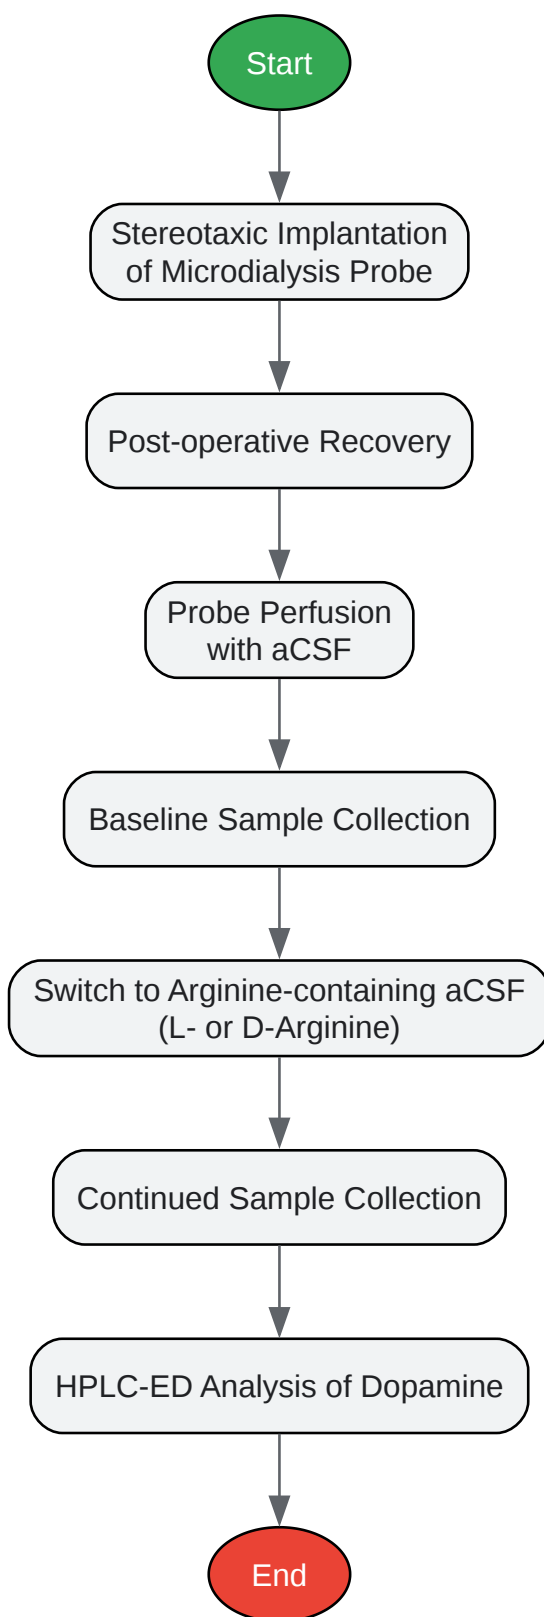 Start
Stereotaxic Implantation
of Microdialysis Probe
Post-operative Recovery
Probe Perfusion
with aCSF
Baseline Sample Collection
Switch to Arginine-containing aCSF
(L- or D-Arginine)
Continued Sample Collection
HPLC-ED Analysis of Dopamine
End